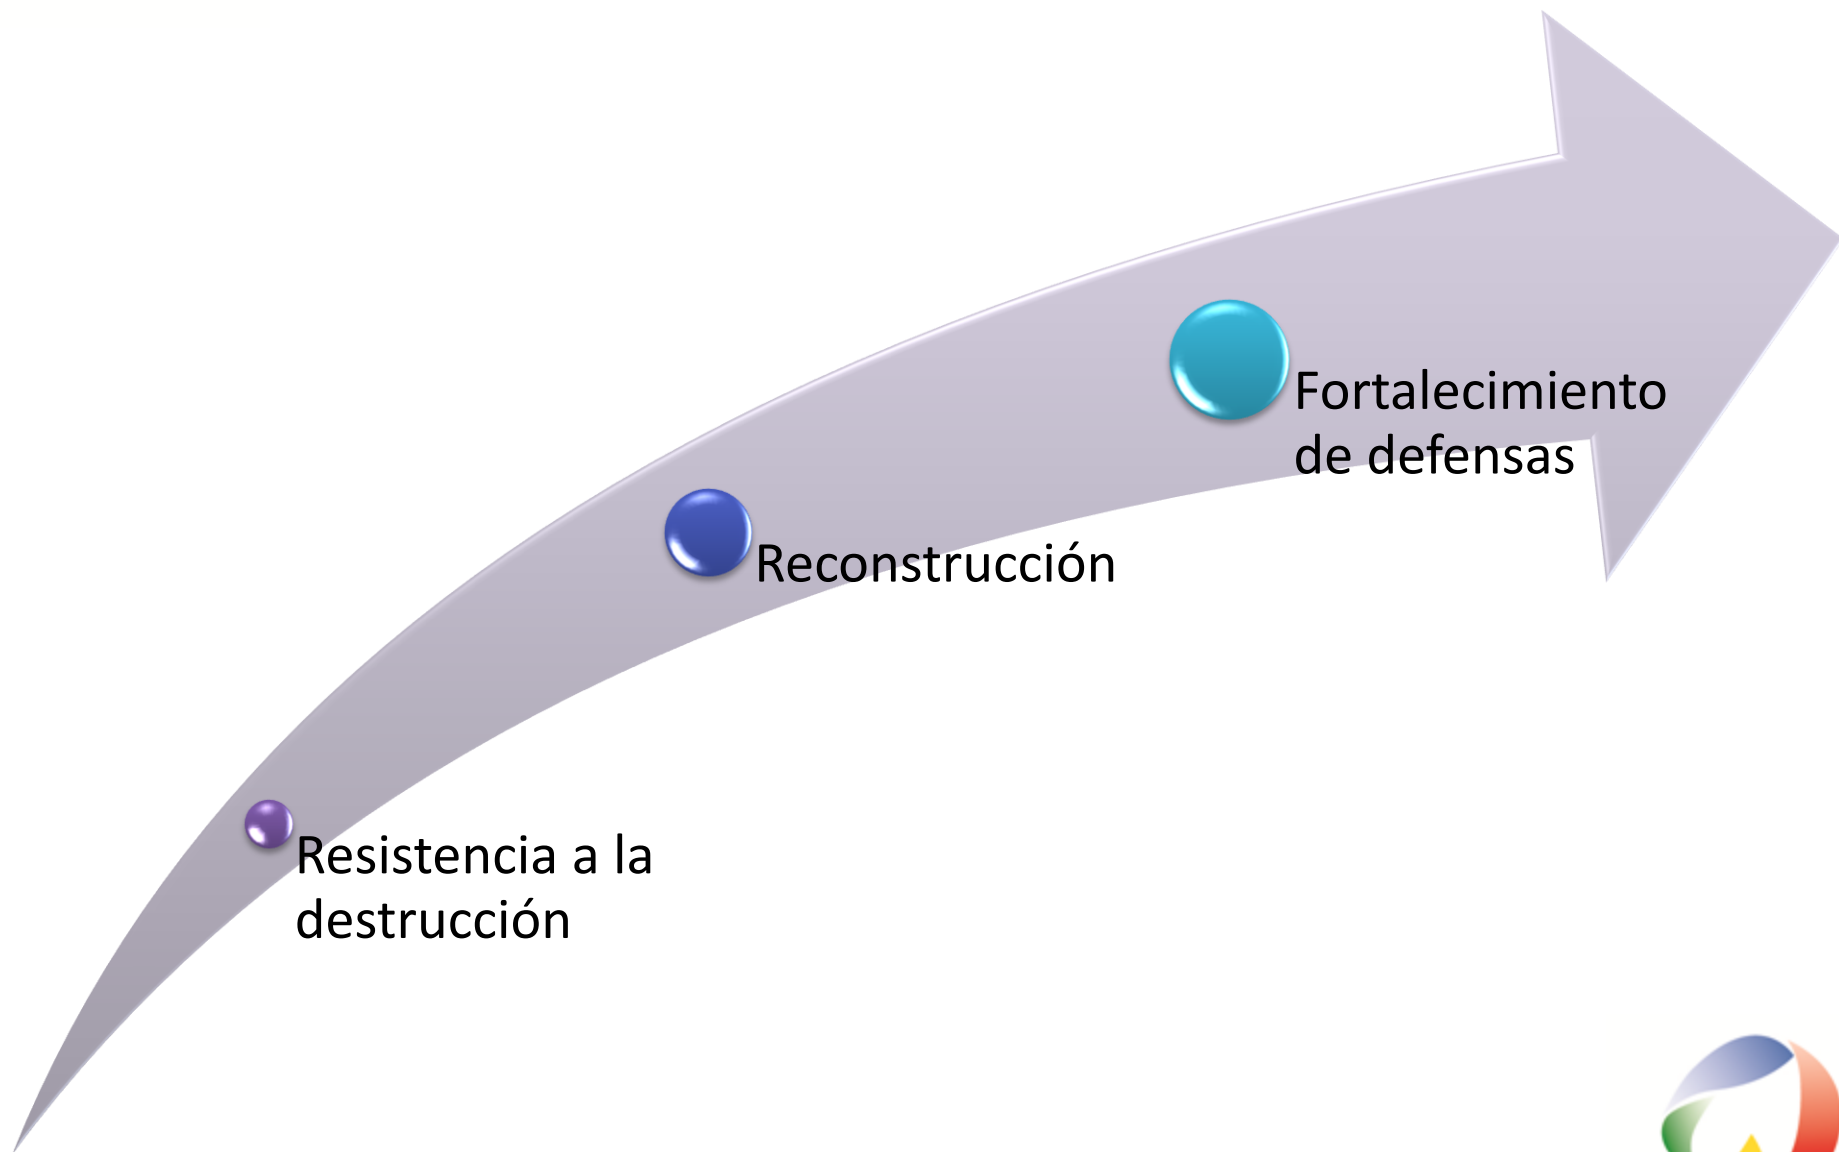 Fortalecimiento
de defensas
Reconstrucción
Resistencia a la
destrucción